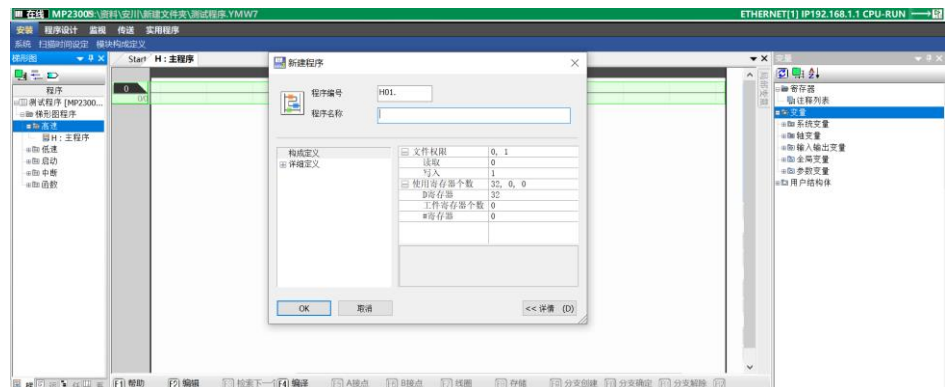 在线 MP2300S:\资料\安川\新建文件夹\测试程序.YMW7
ETHERNET[1] IP192.168.1.1 CPU-RUN
安装 程序设计 监视 传送 实用程序
系统 扫描时间设定 模块构成定义
梯形图
Start H : 主程序
变量
程序
测试程序 [MP2300...
梯形图程序
高速
H : 主程序
低速
启动
中断
函数
0
0/0
新建程序
程序编号 H01.
程序名称
构成定义
详细定义
文件权限 0, 1
读取 0
写入 1
使用寄存器个数 32, 0, 0
D寄存器 32
工件寄存器个数 0
#寄存器 0
OK 取消 << 详情 (D)
寄存器
注释列表
变量
系统变量
轴变量
输入输出变量
全局变量
参数变量
用户结构体
F1 帮助 F2 编辑 检索下一 F4 编译 A接点 B接点 F7 线圈 存储 分支创建 分支确定 分支解除